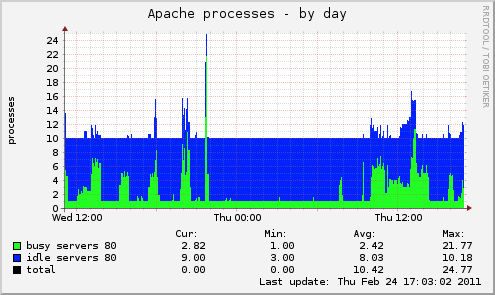 Apache processes - by day
RRDTOOL / TOBI OETIKER
processes
24
22
20
18
16
14
12
10
8
6
4
2
0
Wed 12:00 Thu 00:00 Thu 12:00
Cur: Min: Avg: Max:
busy servers 80 2.82 1.00 2.42 21.77
idle servers 80 9.00 3.00 8.03 10.18
total 0.00 0.00 10.42 24.77
Last update: Thu Feb 24 17:03:02 2011